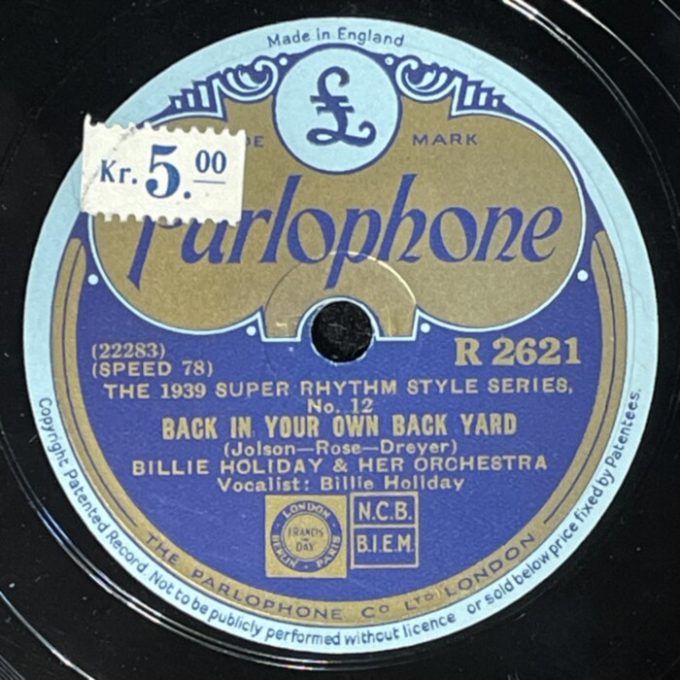 Made in England
£
DE MARK
Kr. 5.00
Parlophone
(22283)
R 2621
(SPEED 78)
THE 1939 SUPER RHYTHM STYLE SERIES,
No. 12
BACK IN YOUR OWN BACK YARD
(Jolson—Rose—Dreyer)
BILLIE HOLIDAY & HER ORCHESTRA
Vocalist: Billie Holiday
LONDON
FRANCIS
DAY
BERLIN PARIS
N.C.B.
B.I.E.M.
THE PARLOPHONE CO LTD LONDON
Copyright Patented Record. Not to be publicly performed without licence or sold below price fixed by Patentees.